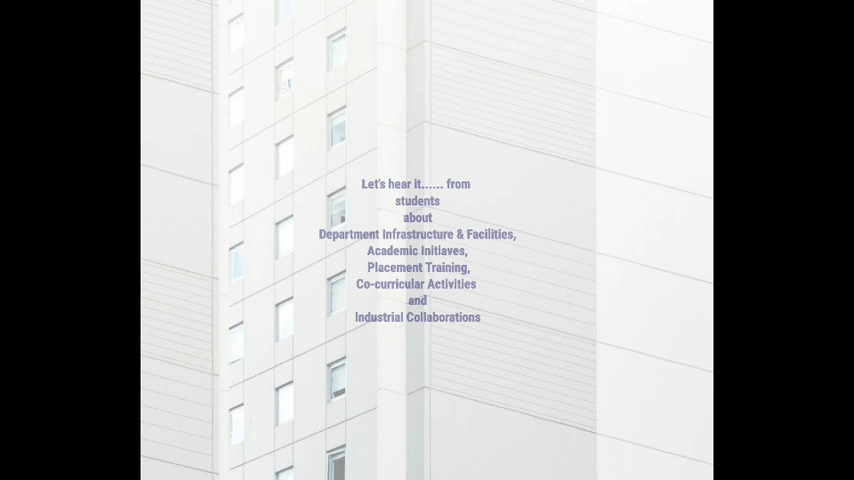 Let's hear it...... from
students
about
Department Infrastructure & Facilities,
Academic Initiaves,
Placement Training,
Co-curricular Activities
and
Industrial Collaborations